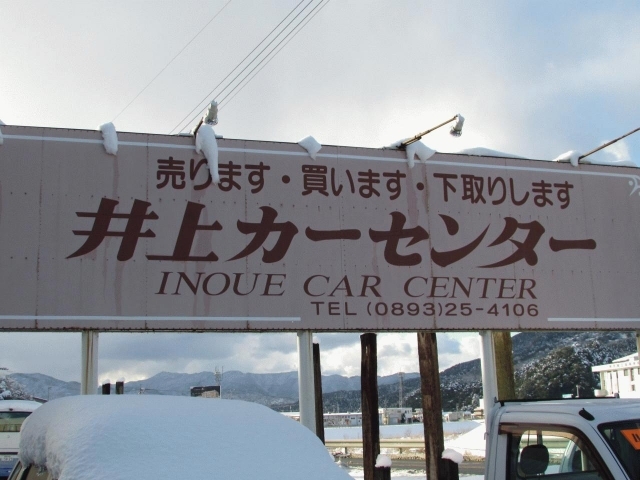 売ります・買います・下取りします
井上カーセンター
INOUE CAR CENTER
TEL (0893)25-4106